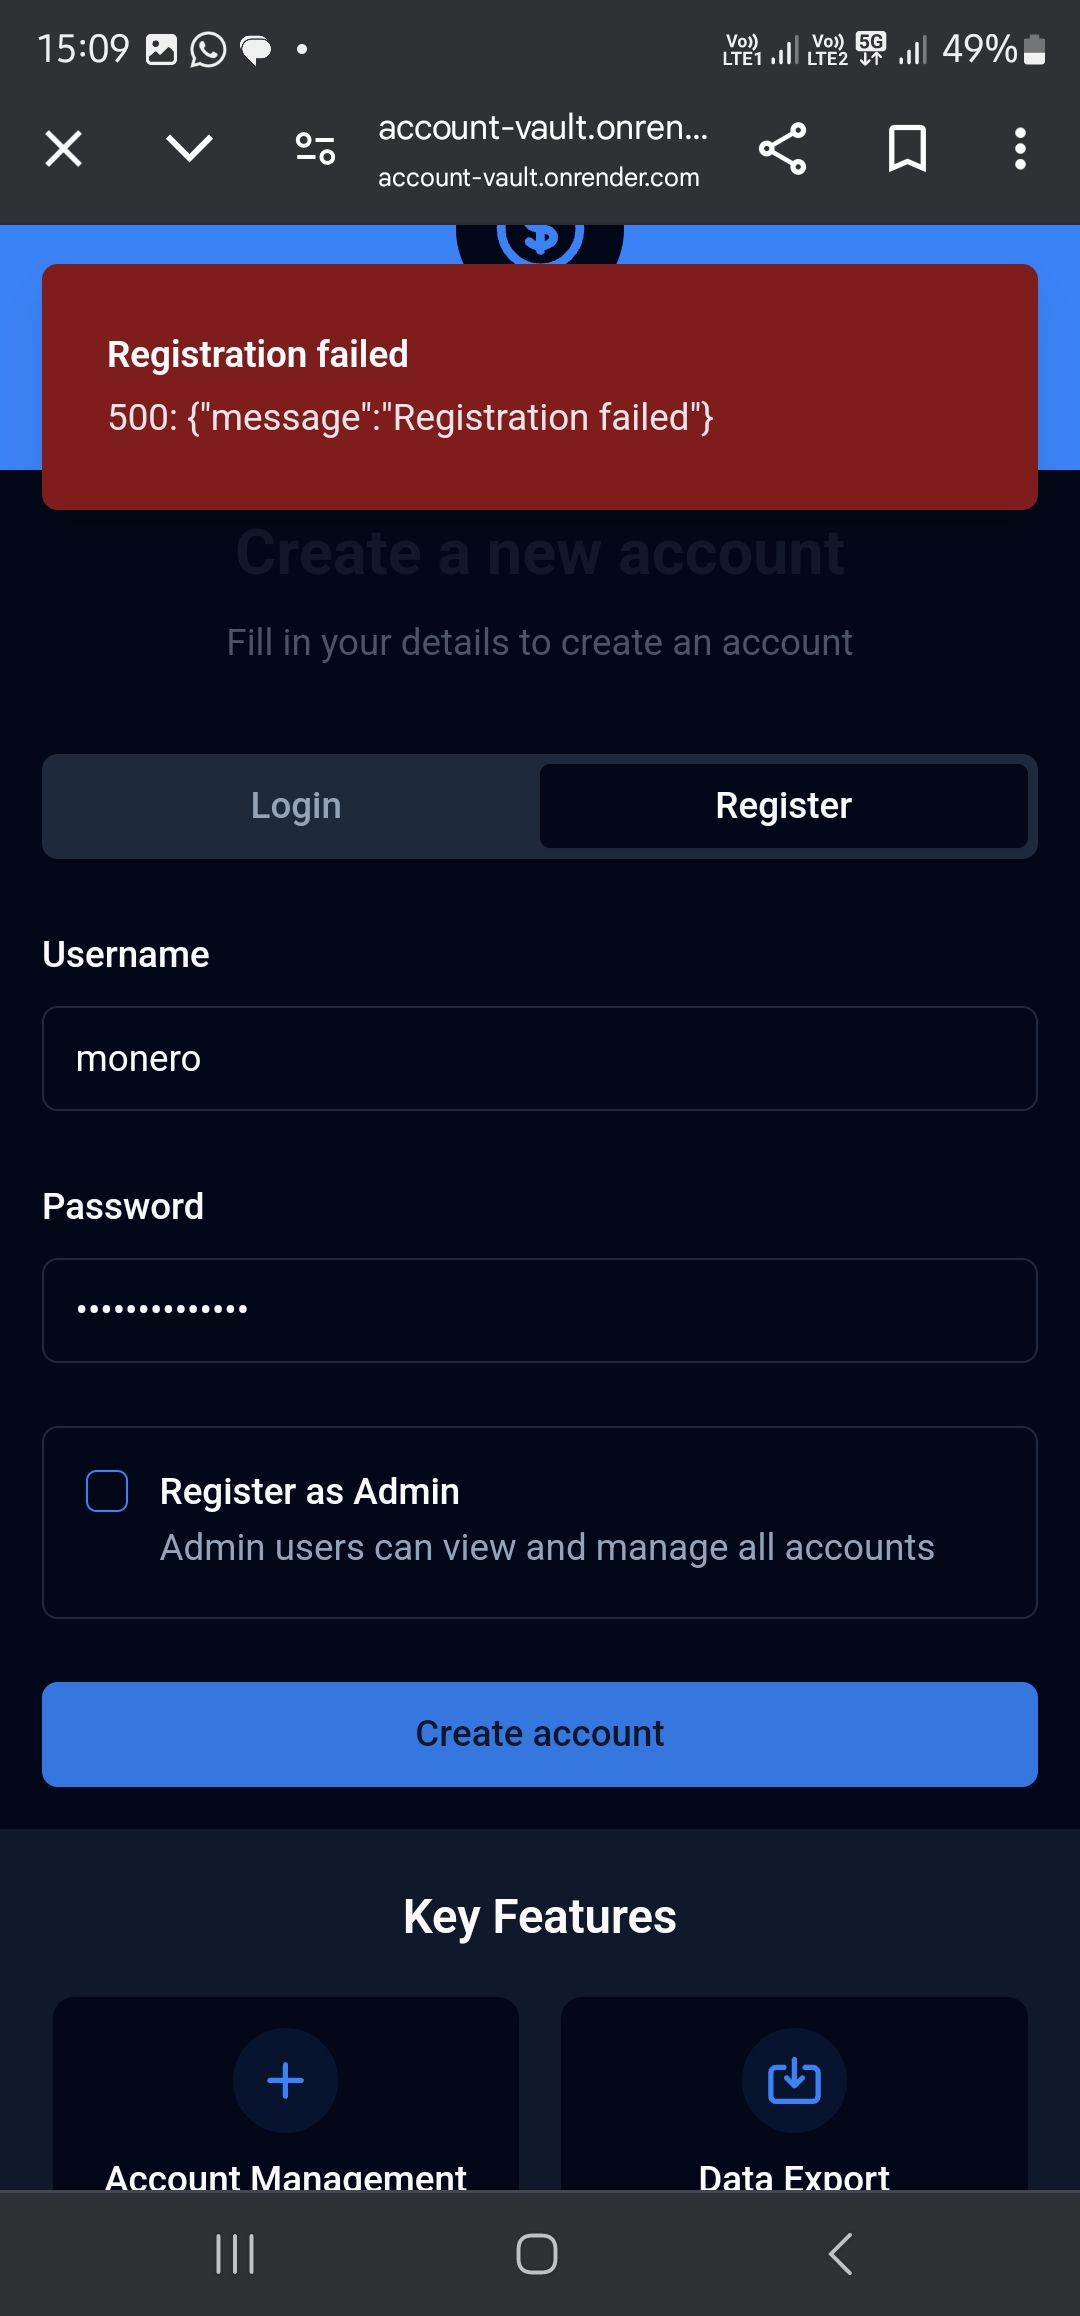 15:09
Vo)) LTE1 Vo)) LTE2 5G 49%
account-vault.onren...
account-vault.onrender.com
$
Registration failed
500: {"message":"Registration failed"}
Create a new account
Fill in your details to create an account
Login
Register
Username
monero
Password
••••••••••••••
Register as Admin
Admin users can view and manage all accounts
Create account
Key Features
Account Management
Data Export